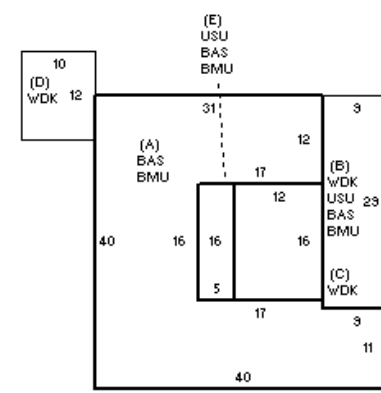 (E)
USU
BAS
BMU
10
(D)
WDK 12
31
9
(A)
BAS
BMU
12
17
(B)
WDK
USU 29
BAS
BMU
12
40
16
16
16
5
(C)
WDK
17
9
11
40